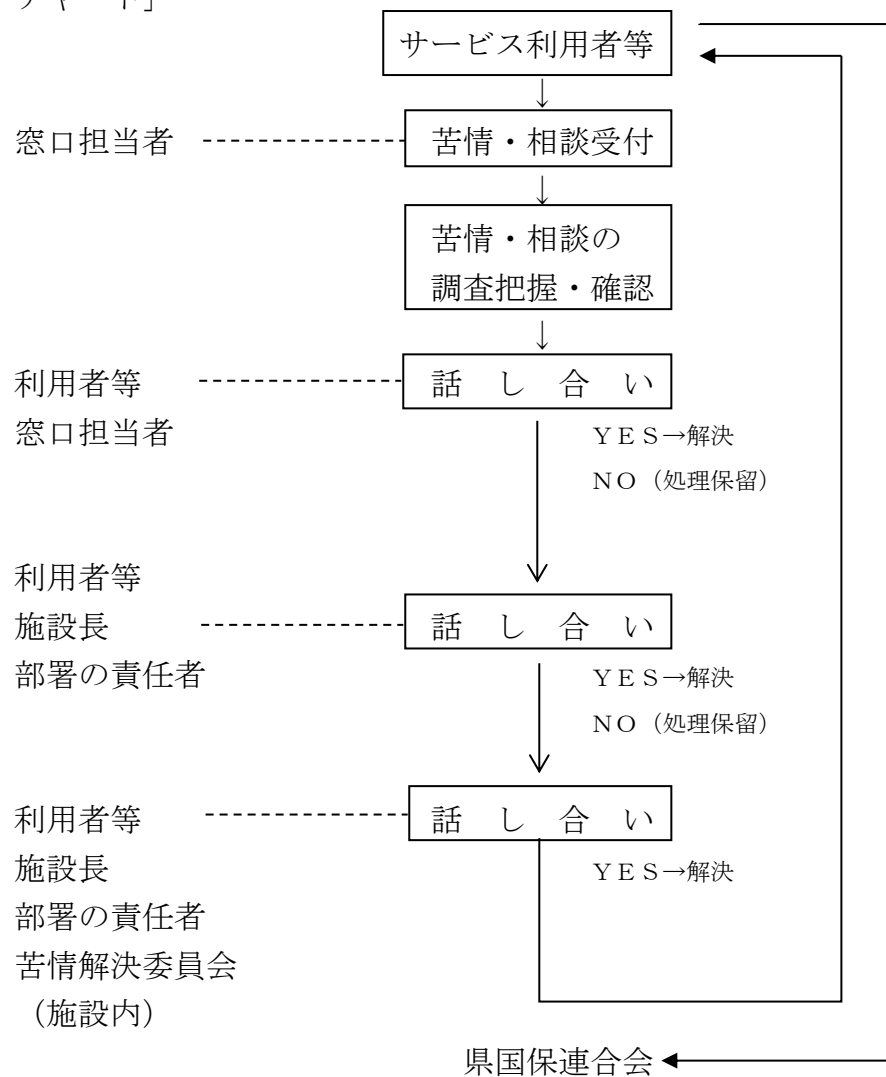 サービス利用者等
↓
窓口担当者 苦情・相談受付
↓
苦情・相談の
調査把握・確認
↓
利用者等 話し合い
窓口担当者
ＹＥＳ→解決
ＮＯ（処理保留）
利用者等
施設長 話し合い
部署の責任者
ＹＥＳ→解決
ＮＯ（処理保留）
利用者等 話し合い
施設長
ＹＥＳ→解決
部署の責任者
苦情解決委員会
（施設内）
県国保連合会